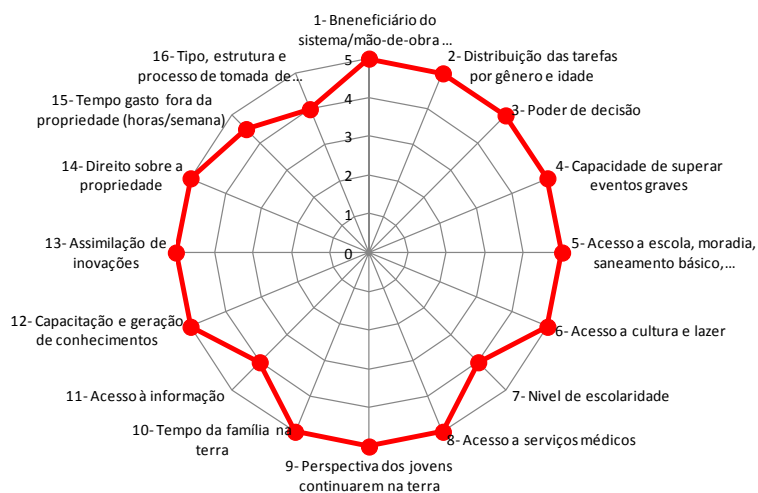 1- Bneneficiário do
sistema/mão-de-obra ...
2- Distribuição das tarefas
por gênero e idade
3- Poder de decisão
4- Capacidade de superar
eventos graves
5- Acesso a escola, moradia,
saneamento básico,...
6- Acesso a cultura e lazer
7- Nivel de escolaridade
8- Acesso a serviços médicos
9- Perspectiva dos jovens
continuarem na terra
10- Tempo da família na
terra
11- Acesso à informação
12- Capacitação e geração
de conhecimentos
13- Assimilação de
inovações
14- Direito sobre a
propriedade
15- Tempo gasto fora da
propriedade (horas/semana)
16- Tipo, estrutura e
processo de tomada de...
5
4
3
2
1
0